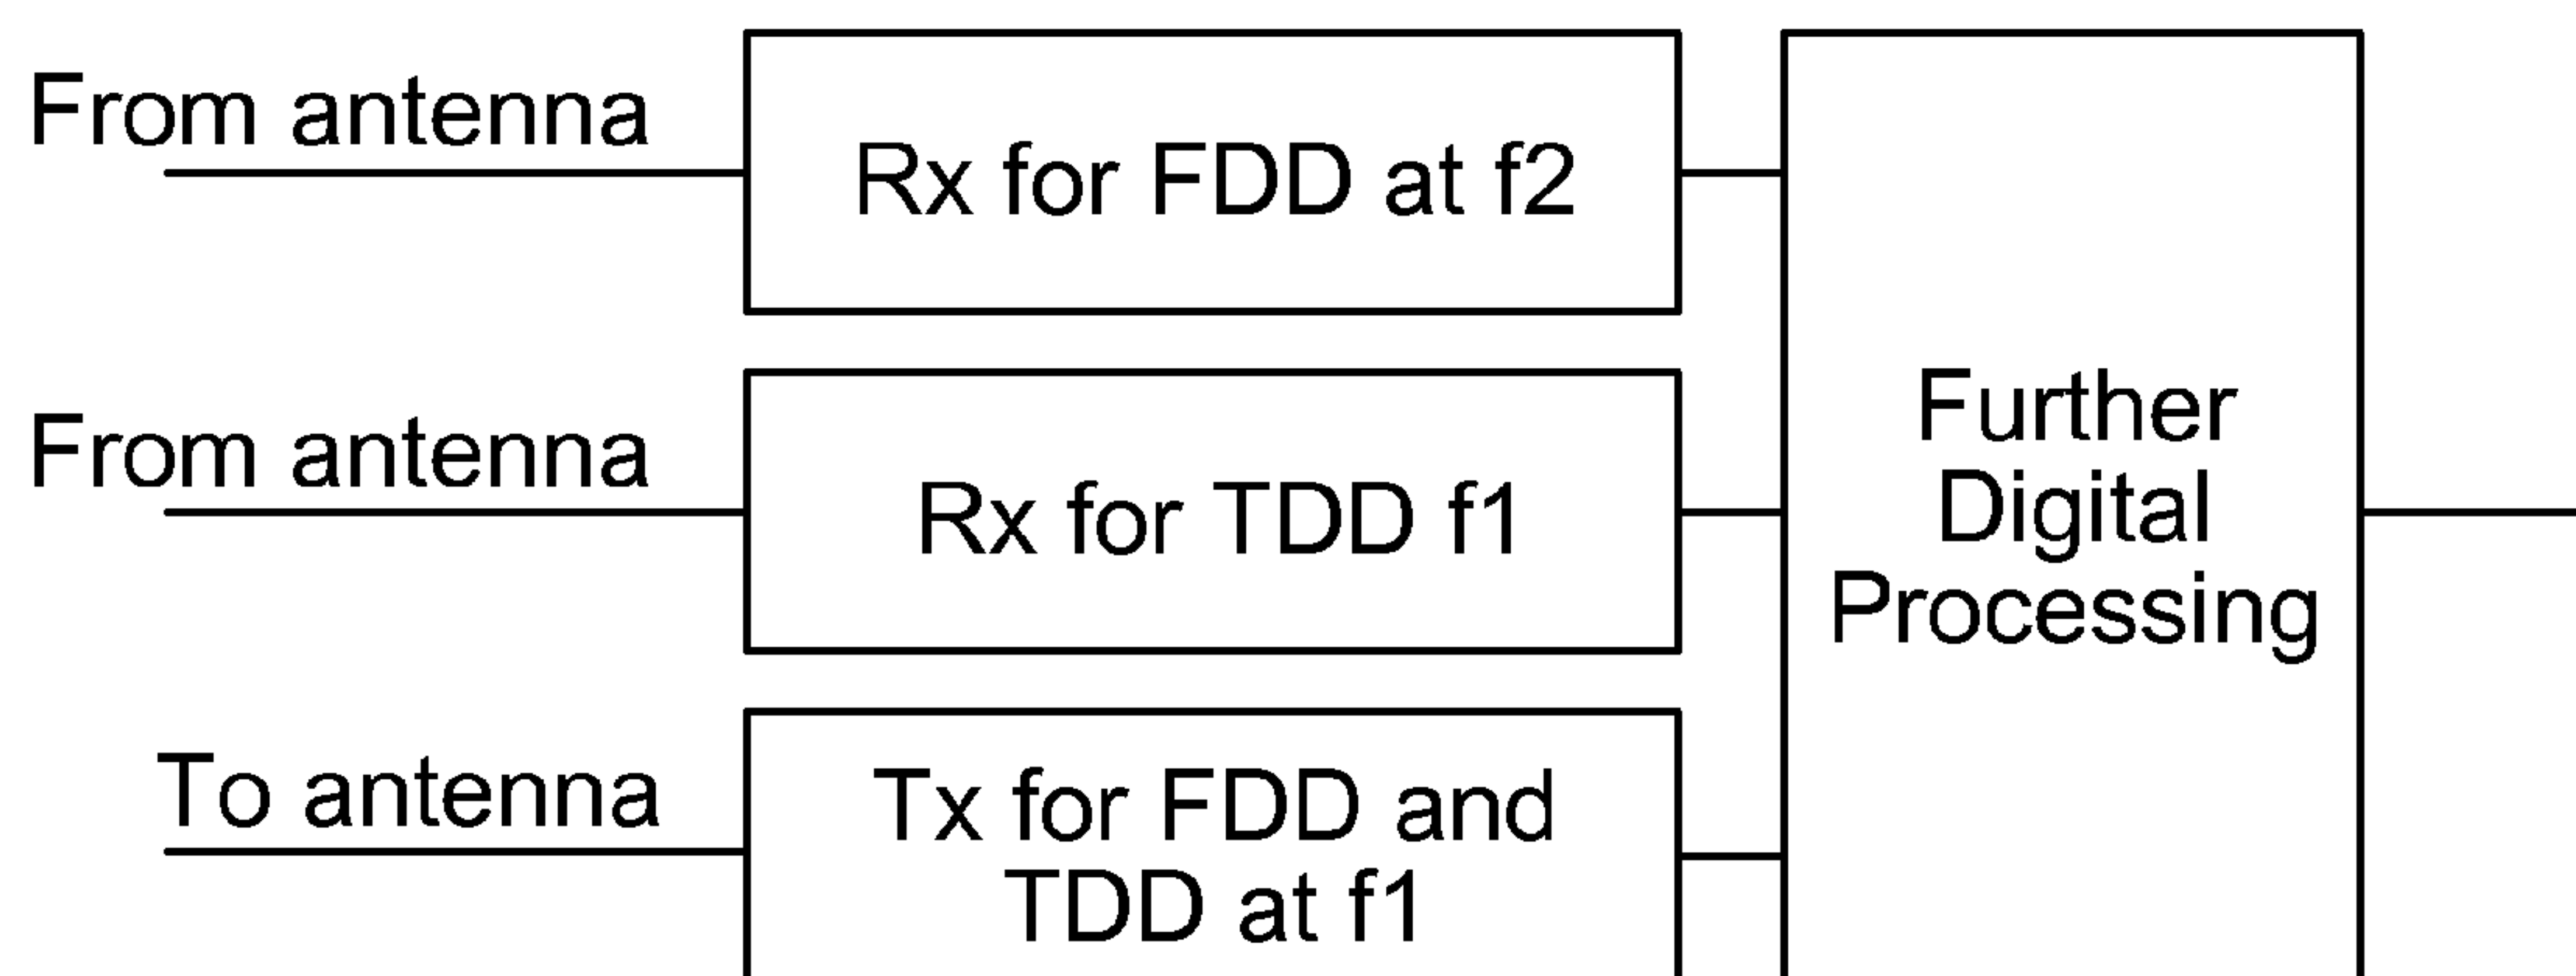 From antenna
Rx for FDD at f2
From antenna
Rx for TDD f1
Further
Digital
Processing
To antenna
Tx for FDD and
TDD at f1